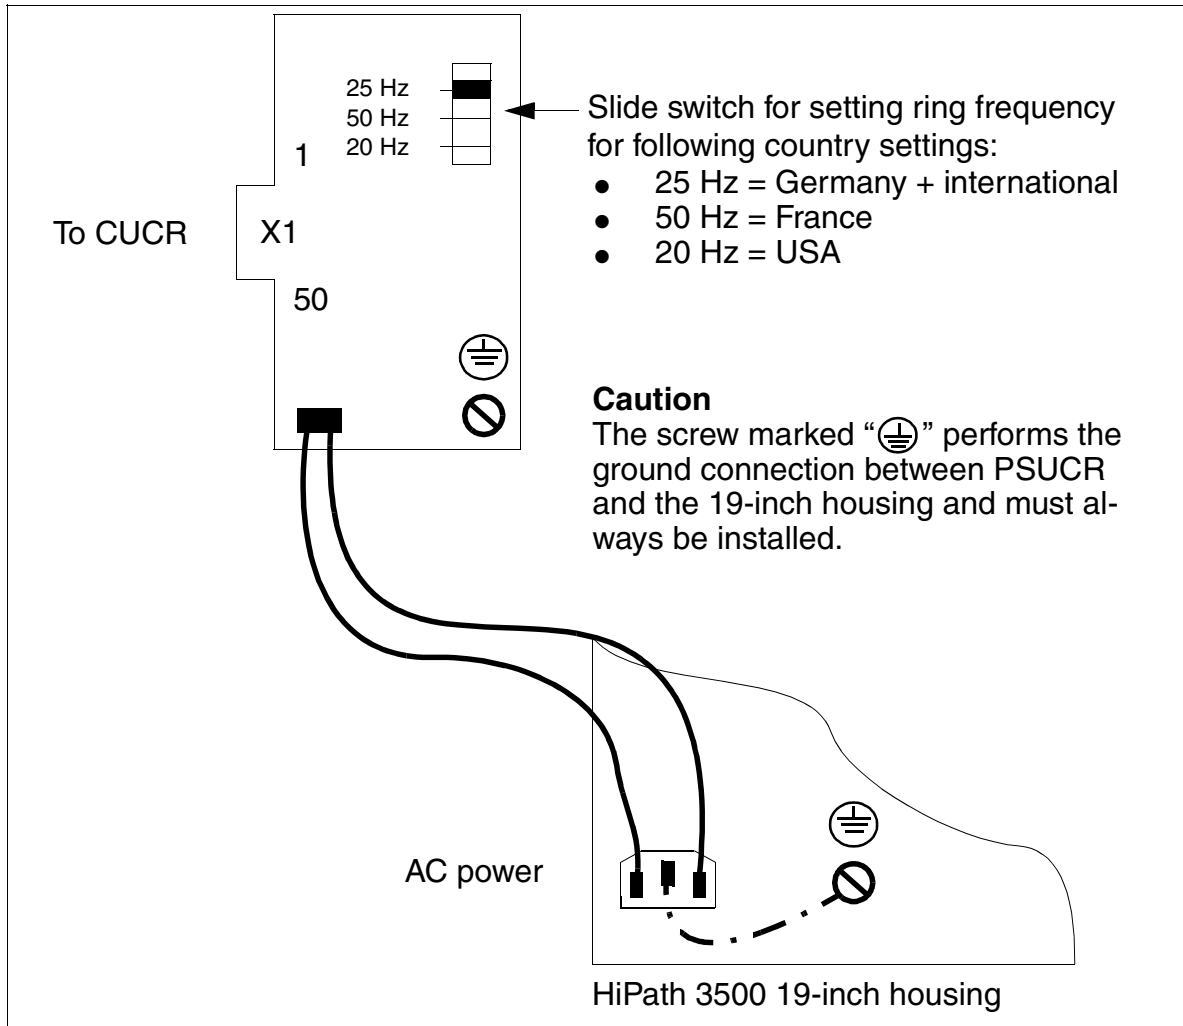 25 Hz
50 Hz
20 Hz
1
To CUCR
X1
50
Slide switch for setting ring frequency
for following country settings:
● 25 Hz = Germany + international
● 50 Hz = France
● 20 Hz = USA
Caution
The screw marked “⏚” performs the
ground connection between PSUCR
and the 19-inch housing and must al-
ways be installed.
AC power
HiPath 3500 19-inch housing